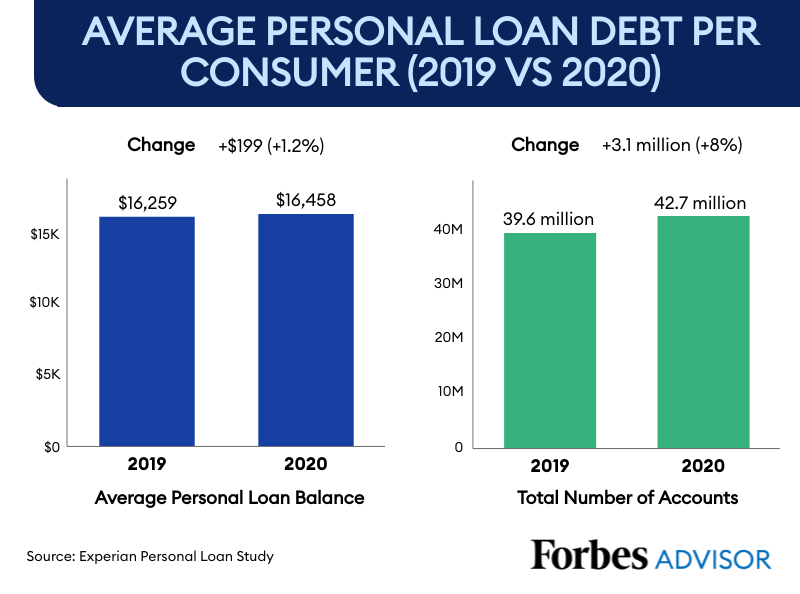 AVERAGE PERSONAL LOAN DEBT PER
CONSUMER (2019 VS 2020)
Change +$199 (+1.2%)
$16,259
$16,458
$15K
$10K
$5K
$0
2019
2020
Average Personal Loan Balance
Change +3.1 million (+8%)
39.6 million
42.7 million
40M
30M
20M
10M
0
2019
2020
Total Number of Accounts
Source: Experian Personal Loan Study
Forbes ADVISOR